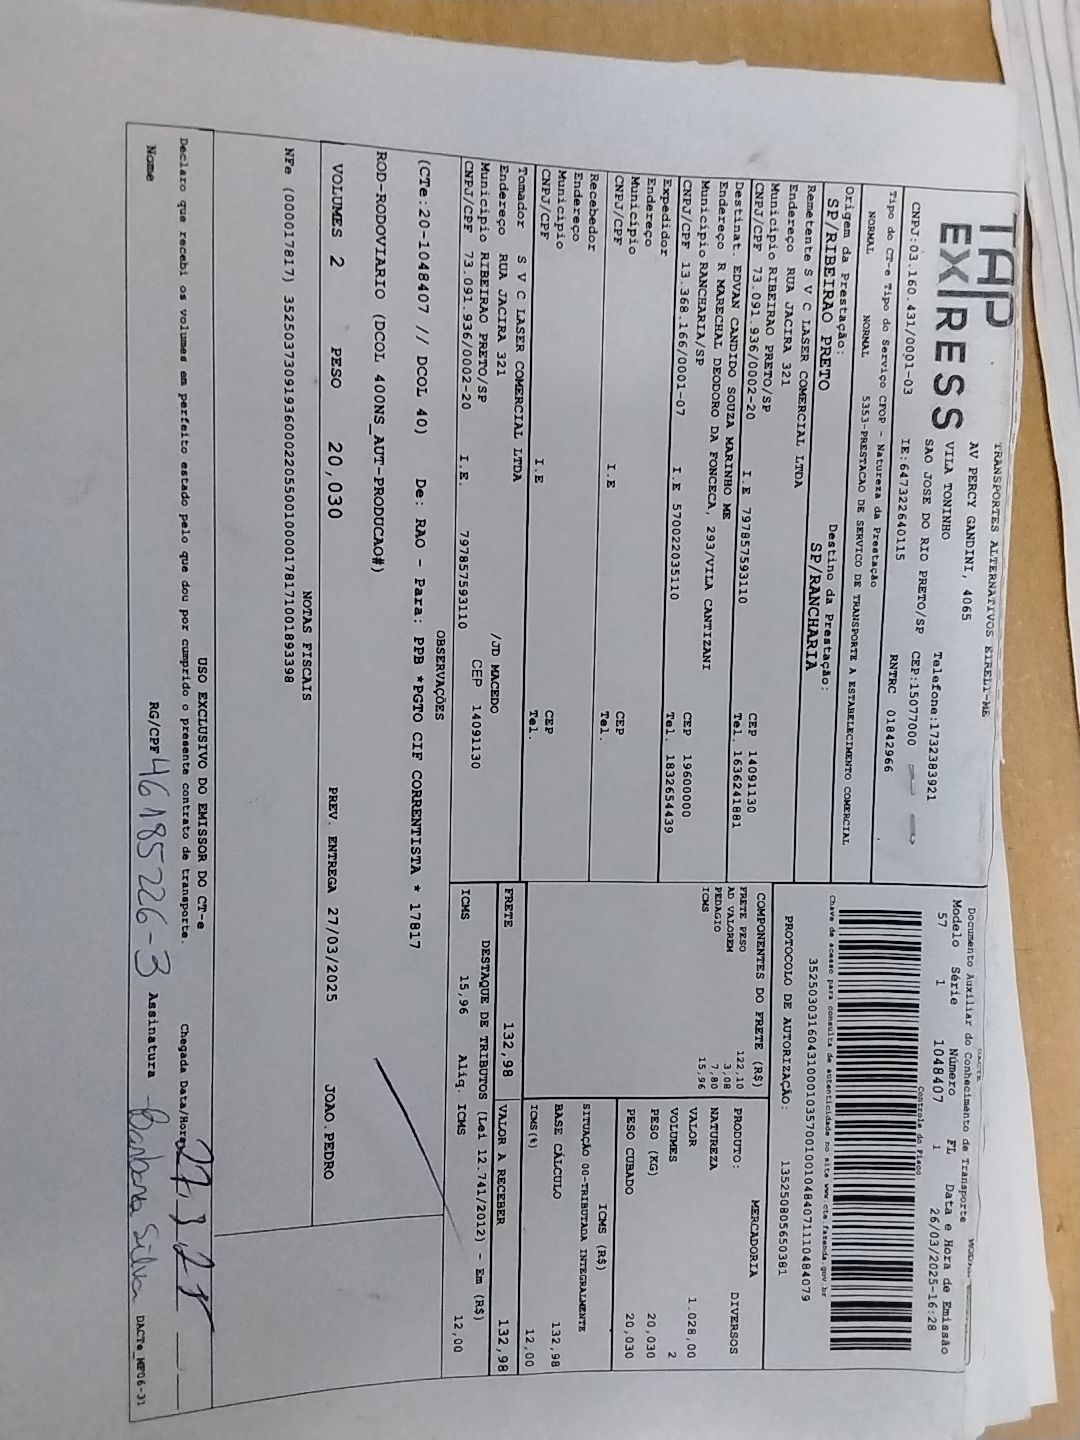 TAP EXPRESS
TRANSPORTES ALTERNATIVOS EIRELI-ME
AV PERCY GANDINI, 4065
VILA TONINHO
SAO JOSE DO RIO PRETO/SP
Telefone:1732383921
CEP:15077000
CNPJ:03.160.431/0001-03
IE:647322640115
RNTRC 01842966
Tipo do CT-e Tipo do Serviço CFOP - Natureza da Prestação
NORMAL NORMAL 5353-PRESTACAO DE SERVICO DE TRANSPORTE A ESTABELECIMENTO COMERCIAL
Origem da Prestação: Destino da Prestação:
SP/RIBEIRAO PRETO SP/RANCHARIA
Remetente S V C LASER COMERCIAL LTDA
Endereço RUA JACIRA 321
Município RIBEIRAO PRETO/SP CEP 14091130
CNPJ/CPF 73.091.936/0002-20 I.E 797857593110 Tel. 1636241881
Destinat. EDVAN CANDIDO SOUZA MARINHO ME
Endereço R MARECHAL DEODORO DA FONCECA, 293/VILA CANTIZANI
Município RANCHARIA/SP CEP 19600000
CNPJ/CPF 13.368.166/0001-07 I.E 570022035110 Tel. 1832654439
Expedidor
Endereço
Município CEP
CNPJ/CPF I.E Tel.
Recebedor
Endereço
Município CEP
CNPJ/CPF I.E Tel.
Tomador S V C LASER COMERCIAL LTDA
Endereço RUA JACIRA 321 /JD MACEDO
Município RIBEIRAO PRETO/SP CEP 14091130
CNPJ/CPF 73.091.936/0002-20 I.E. 797857593110
Documento Auxiliar do Conhecimento de Transporte
Modelo Série Número FL Data e Hora de Emissão
57 1 1048407 1 26/03/2025-16:28
Controle do Fisco
Chave de acesso para consulta de autenticidade no site www.cte.fazenda.gov.br
35250303160431000103570010010484071110484079
PROTOCOLO DE AUTORIZAÇÃO: 135250805650381
COMPONENTES DO FRETE (R$)
FRETE PESO 122,10
AD VALOREM 3,08
PEDAGIO 7,80
ICMS 15,96
MERCADORIA
PRODUTO: DIVERSOS
NATUREZA
VALOR 1.028,00
VOLUMES 2
PESO (KG) 20,030
PESO CUBADO 20,030
ICMS (R$)
SITUAÇÃO 00-TRIBUTADA INTEGRALMENTE
BASE CÁLCULO 132,98
ICMS(%) 12,00
FRETE 132,98 VALOR A RECEBER 132,98
DESTAQUE DE TRIBUTOS (Lei 12.741/2012) - Em (R$)
ICMS 15,96 Aliq. ICMS 12,00
OBSERVAÇÕES
(CTe:20-1048407 // DCOL 40) De: RAO - Para: PPB *PGTO CIF CORRENTISTA * 17817
ROD-RODOVIARIO (DCOL 400NS_AUT-PRODUCAO#)
VOLUMES 2 PESO 20,030 PREV. ENTREGA 27/03/2025 JOAO.PEDRO
NOTAS FISCAIS
NFe (000017817) 35250373091936000220550010000178171001893398
USO EXCLUSIVO DO EMISSOR DO CT-e
Declaro que recebi os volumes em perfeito estado pelo que dou por cumprido o presente contrato de transporte. Chegada Data/Hora
Nome RG/CPF 46185226-3 Assinatura Barbara Silva DACTe_MF06-31